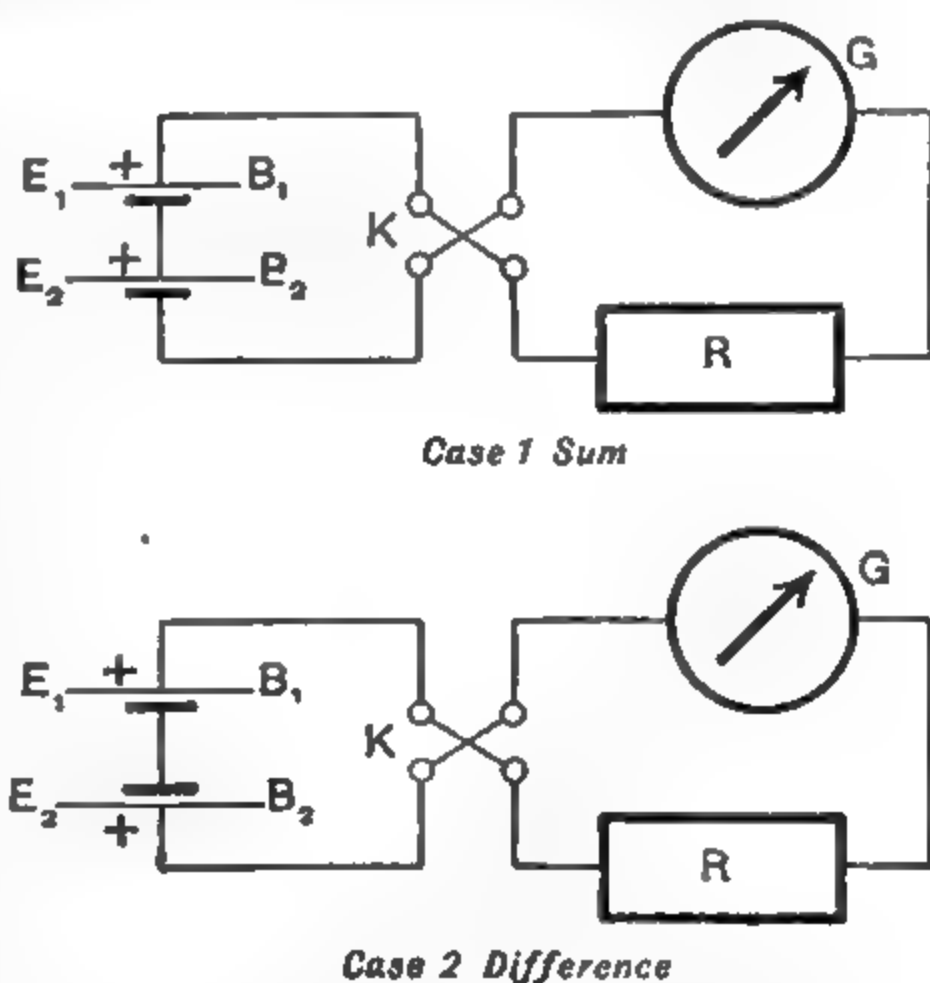 G
+
E₁ B₁
K
+
E₂ B₂
R
Case 1 Sum
G
+
E₁ B₁
K
E₂ B₂
+
R
Case 2 Difference